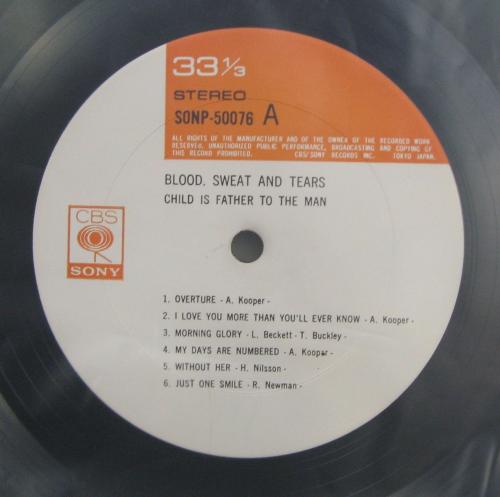 33 1/3
STEREO
SONP-50076 A
ALL RIGHTS OF THE MANUFACTURER AND OF THE OWNER OF THE RECORDED WORK
RESERVED. UNAUTHORIZED PUBLIC PERFORMANCE, BROADCASTING AND COPYING OF
THIS RECORD PROHIBITED. CBS/SONY RECORDS INC. TOKYO JAPAN.
BLOOD, SWEAT AND TEARS
CHILD IS FATHER TO THE MAN
CBS
SONY
1. OVERTURE - A. Kooper -
2. I LOVE YOU MORE THAN YOU'LL EVER KNOW - A. Kooper -
3. MORNING GLORY - L. Beckett - T. Buckley -
4. MY DAYS ARE NUMBERED - A. Kooper -
5. WITHOUT HER - H. Nilsson -
6. JUST ONE SMILE - R. Newman -